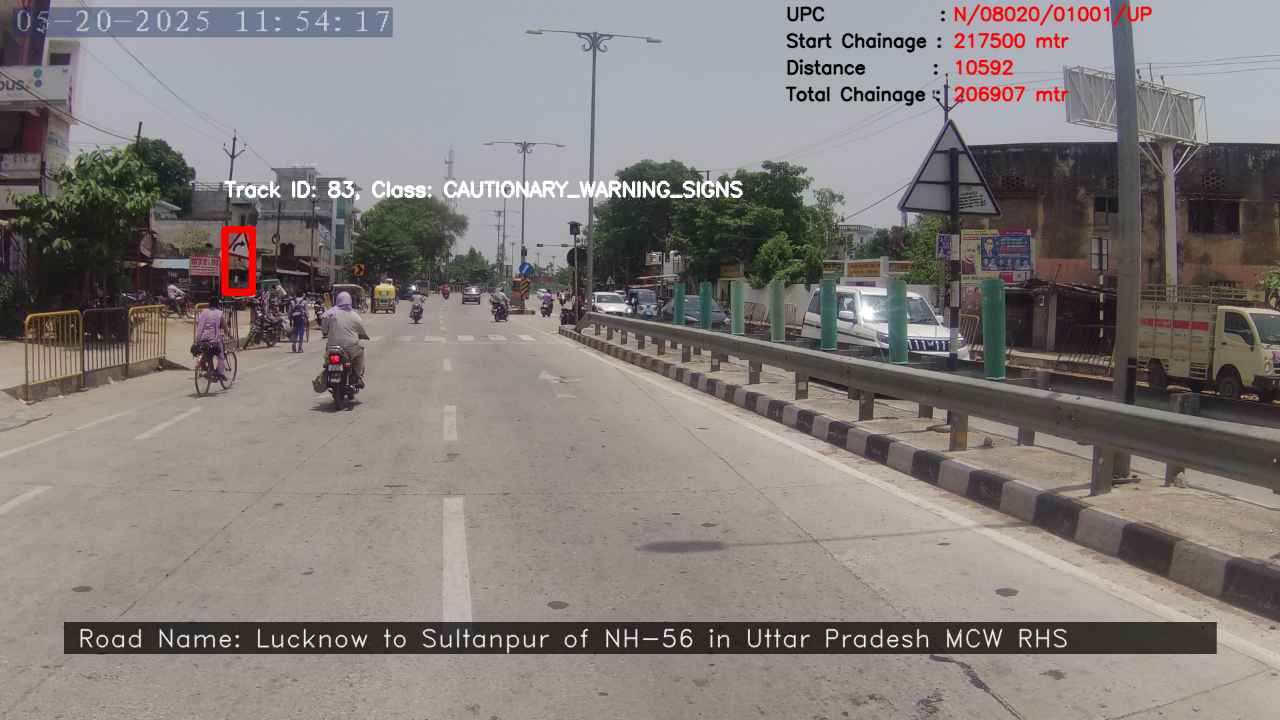 05-20-2025 11:54:17
UPC : N/08020/01001/UP
Start Chainage : 217500 mtr
Distance : 10592
Total Chainage : 206907 mtr
Track ID: 83, Class: CAUTIONARY_WARNING_SIGNS
Road Name: Lucknow to Sultanpur of NH-56 in Uttar Pradesh MCW RHS